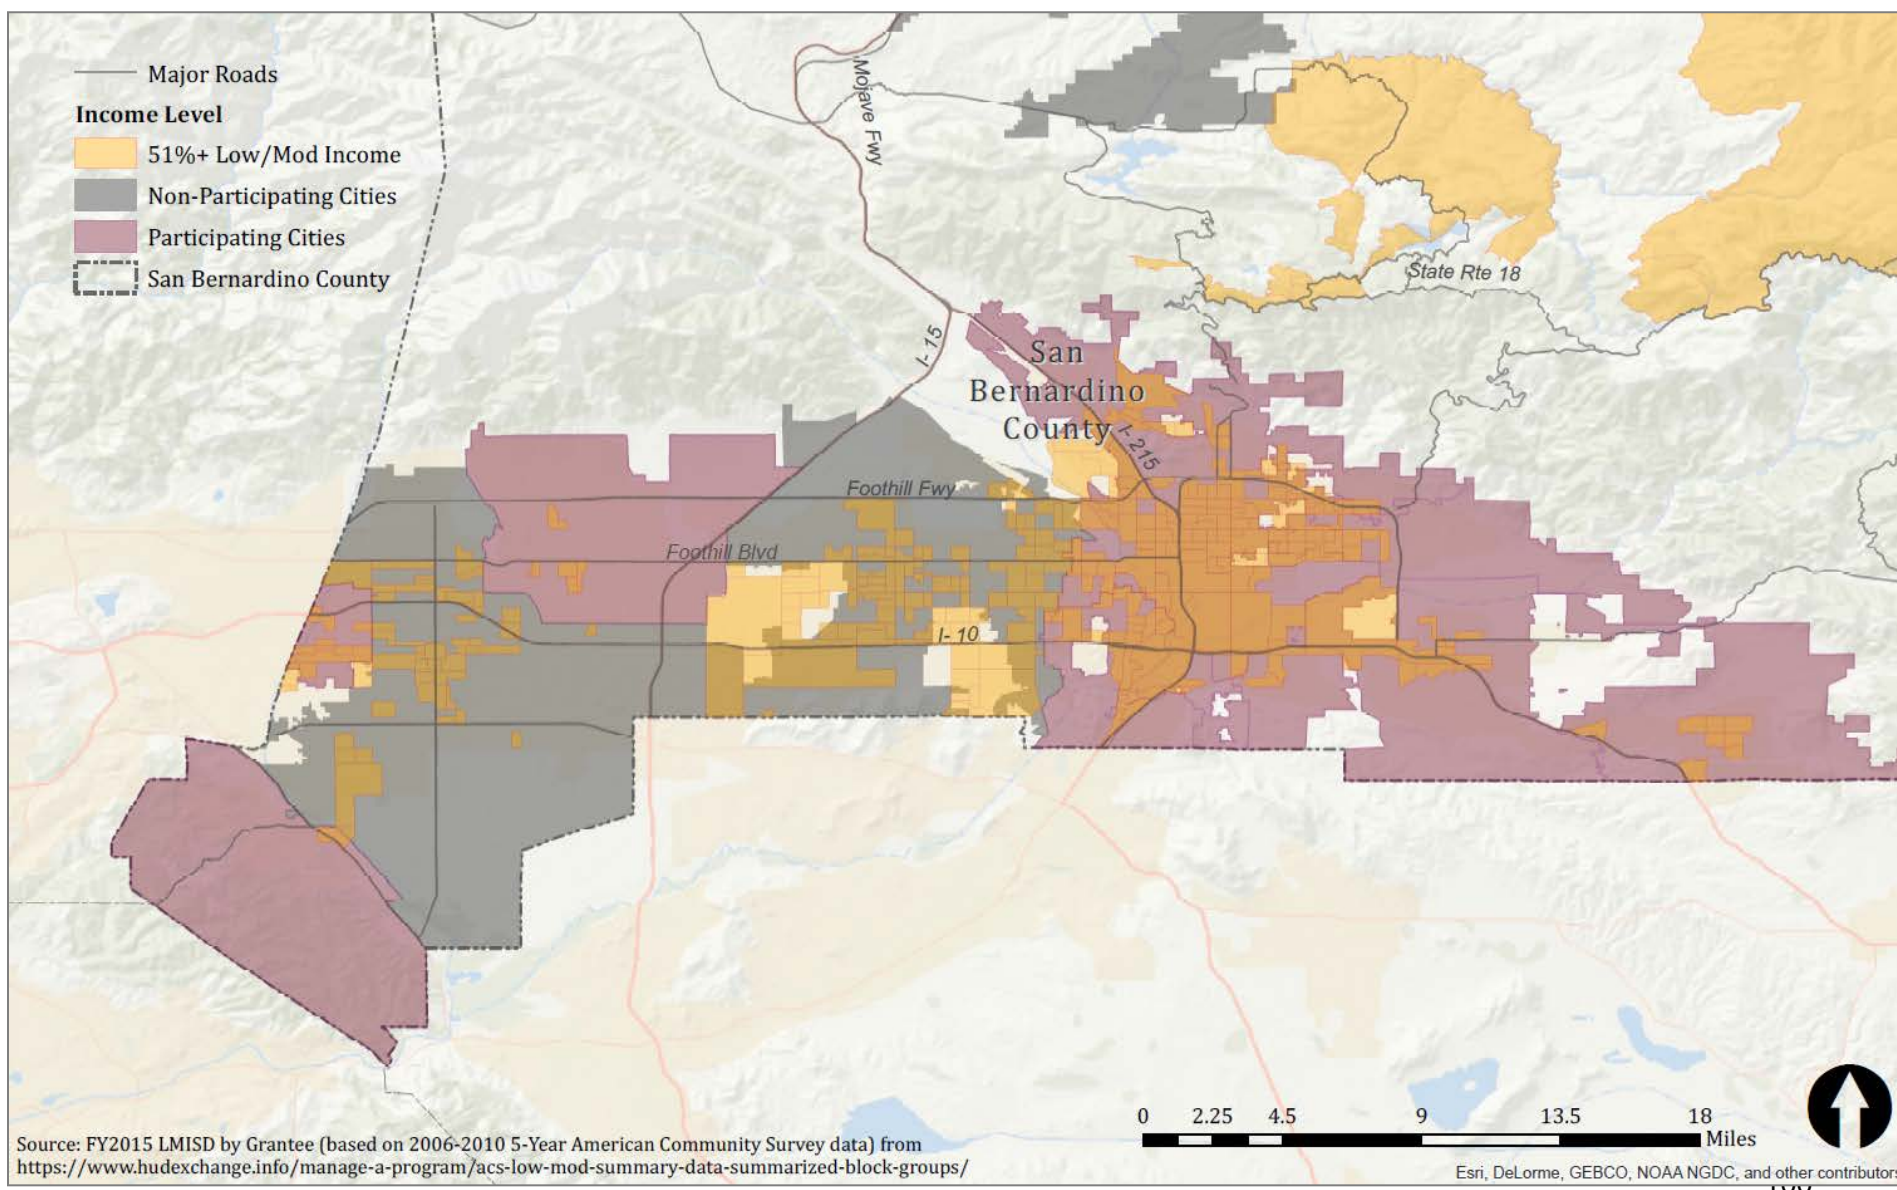 Major Roads
Income Level
51%+ Low/Mod Income
Non-Participating Cities
Participating Cities
San Bernardino County
Mojave Fwy
State Rte 18
I- 15
San
Bernardino
County
I- 215
Foothill Fwy
Foothill Blvd
I- 10
0 2.25 4.5 9 13.5 18
Miles
Source: FY2015 LMISD by Grantee (based on 2006-2010 5-Year American Community Survey data) from
https://www.hudexchange.info/manage-a-program/acs-low-mod-summary-data-summarized-block-groups/
Esri, DeLorme, GEBCO, NOAA NGDC, and other contributors